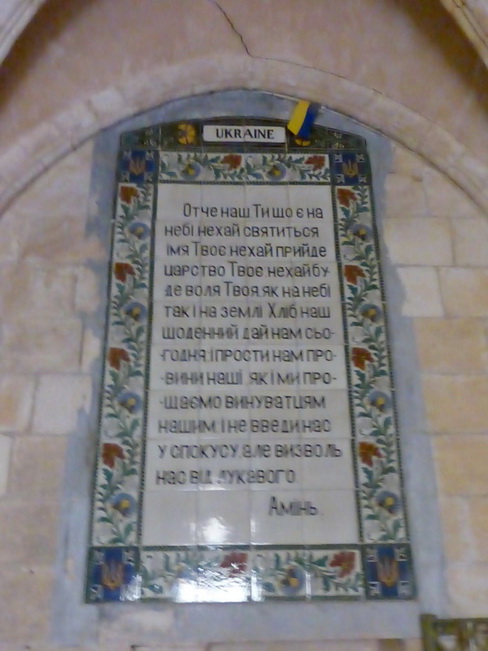 UKRAINE
Отче наш Ти що є на
небі нехай святиться
імя Твоє нехай прийде
царство Твоє нехай бу-
де воля Твоя, як на небі
так і на землі Хліб наш
щоденний дай нам сьо-
годня: і прости нам про-
-вини наші як і ми про-
-щаємо винуватцям
нашим, і не введи нас
у спокусу, але визволь
нас від лукавого.
Амінь.